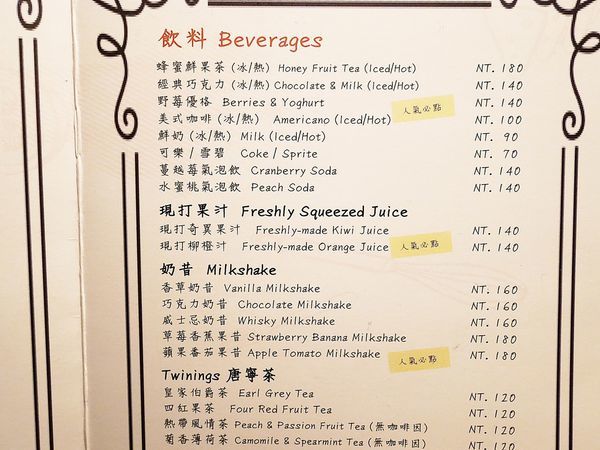 飲料 Beverages
蜂蜜鮮果茶 (冰/熱) Honey Fruit Tea (Iced/Hot) NT. 180
經典巧克力 (冰/熱) Chocolate & Milk (Iced/Hot) NT. 140
野莓優格 Berries & Yoghurt 人氣必點 NT. 140
美式咖啡 (冰/熱) Americano (Iced/Hot) NT. 100
鮮奶 (冰/熱) Milk (Iced/Hot) NT. 90
可樂 / 雪碧 Coke / Sprite NT. 70
蔓越莓氣泡飲 Cranberry Soda NT. 140
水蜜桃氣泡飲 Peach Soda NT. 140
現打果汁 Freshly Squeezed Juice
現打奇異果汁 Freshly-made Kiwi Juice NT. 140
現打柳橙汁 Freshly-made Orange Juice 人氣必點 NT. 140
奶昔 Milkshake
香草奶昔 Vanilla Milkshake NT. 160
巧克力奶昔 Chocolate Milkshake NT. 160
威士忌奶昔 Whisky Milkshake NT. 160
草莓香蕉果昔 Strawberry Banana Milkshake NT. 180
蘋果番茄果昔 Apple Tomato Milkshake 人氣必點 NT. 180
Twinings 唐寧茶
皇家伯爵茶 Earl Grey Tea NT. 120
四紅果茶 Four Red Fruit Tea NT. 120
熱帶風情茶 Peach & Passion Fruit Tea (無咖啡因) NT. 120
菊香薄荷茶 Camomile & Spearmint Tea (無咖啡因) NT. 120